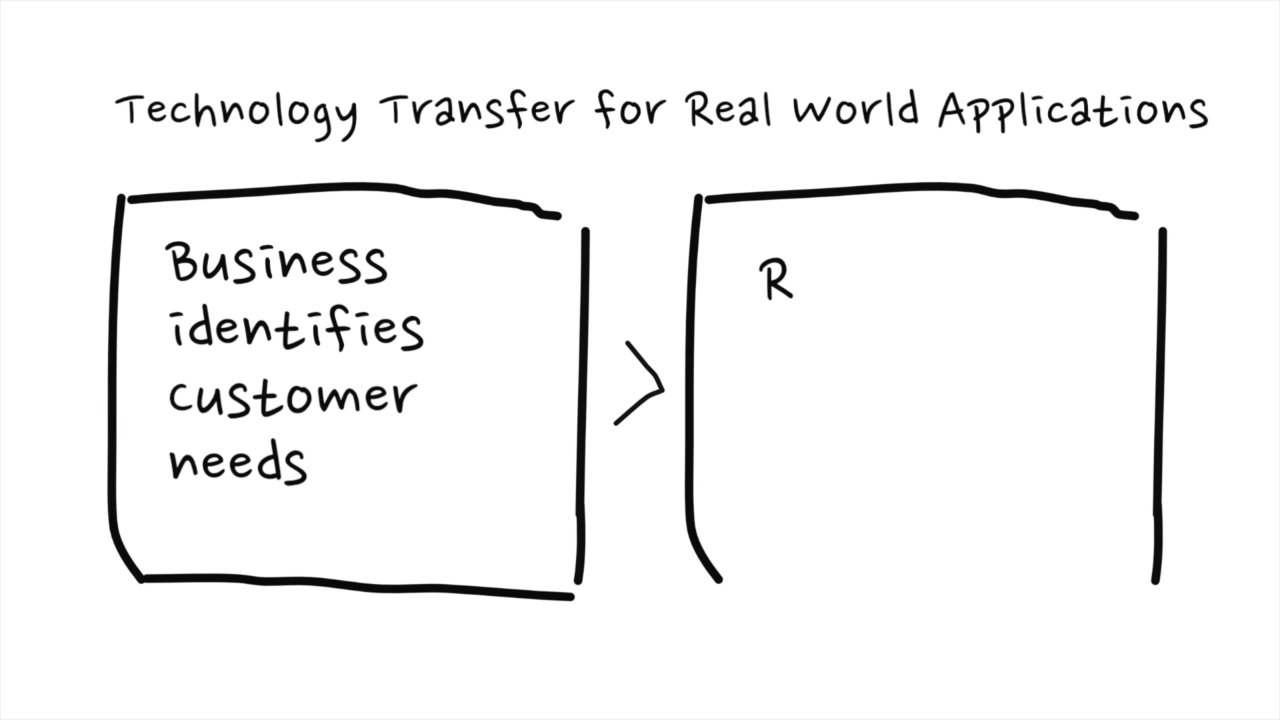 Technology Transfer for Real World Applications
Business
identifies
customer
needs
>
R